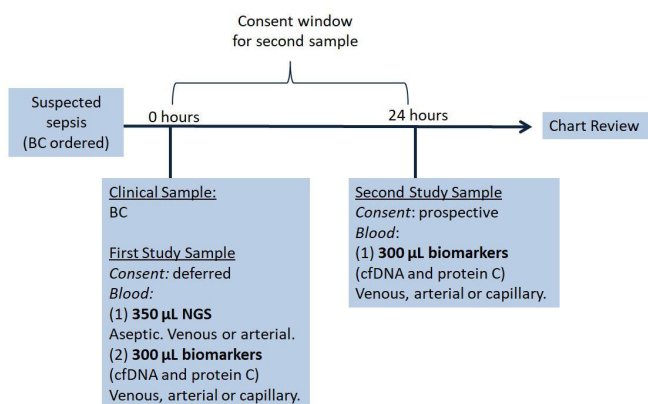 Consent window
for second sample
Suspected
sepsis
(BC ordered)
0 hours
24 hours
Chart Review
Clinical Sample:
BC
First Study Sample
Consent: deferred
Blood:
(1) 350 µL NGS
Aseptic. Venous or arterial.
(2) 300 µL biomarkers
(cfDNA and protein C)
Venous, arterial or capillary.
Second Study Sample
Consent: prospective
Blood:
(1) 300 µL biomarkers
(cfDNA and protein C)
Venous, arterial or capillary.